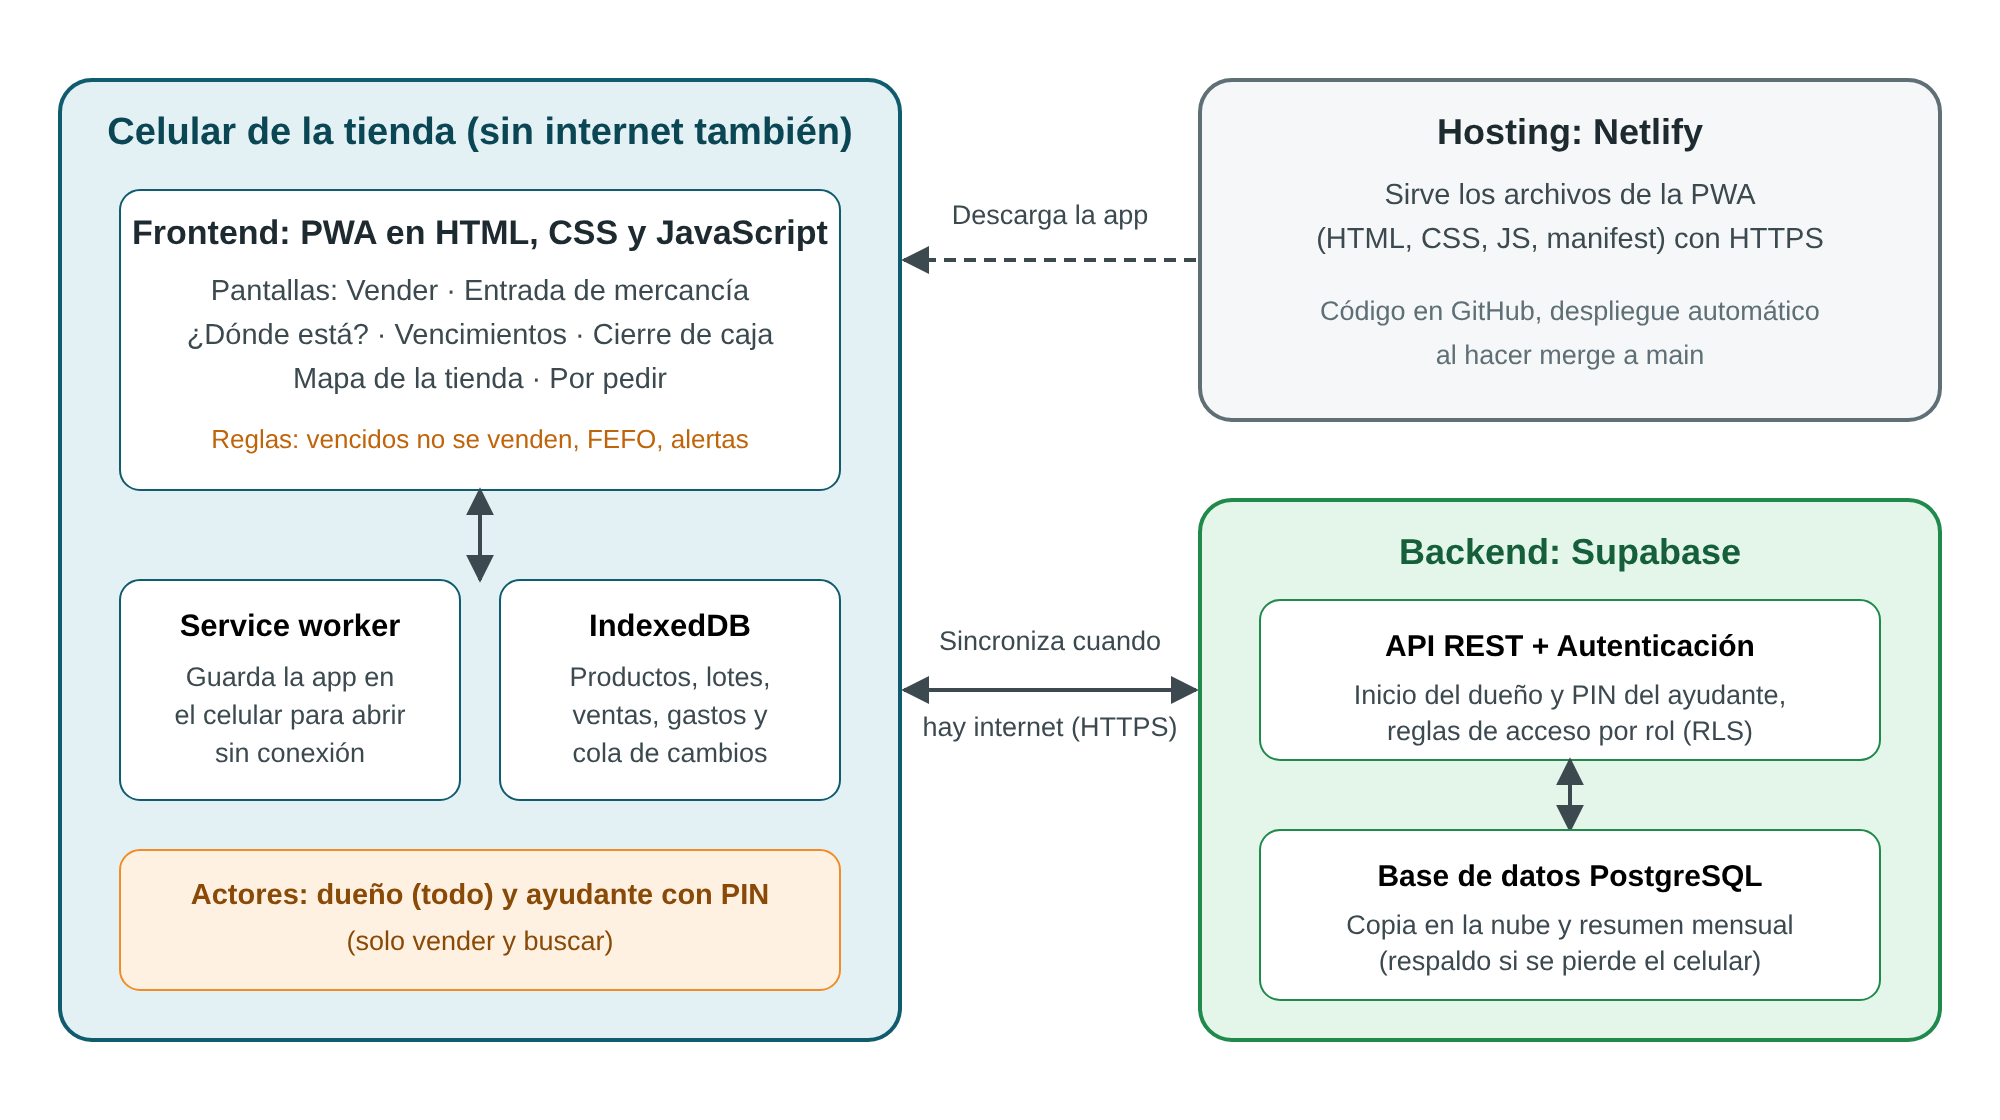 Celular de la tienda (sin internet también)
Frontend: PWA en HTML, CSS y JavaScript
Pantallas: Vender · Entrada de mercancía
¿Dónde está? · Vencimientos · Cierre de caja
Mapa de la tienda · Por pedir
Reglas: vencidos no se venden, FEFO, alertas
Service worker
Guarda la app en
el celular para abrir
sin conexión
IndexedDB
Productos, lotes,
ventas, gastos y
cola de cambios
Actores: dueño (todo) y ayudante con PIN
(solo vender y buscar)
Descarga la app
Sincroniza cuando
hay internet (HTTPS)
Hosting: Netlify
Sirve los archivos de la PWA
(HTML, CSS, JS, manifest) con HTTPS
Código en GitHub, despliegue automático
al hacer merge a main
Backend: Supabase
API REST + Autenticación
Inicio del dueño y PIN del ayudante,
reglas de acceso por rol (RLS)
Base de datos PostgreSQL
Copia en la nube y resumen mensual
(respaldo si se pierde el celular)